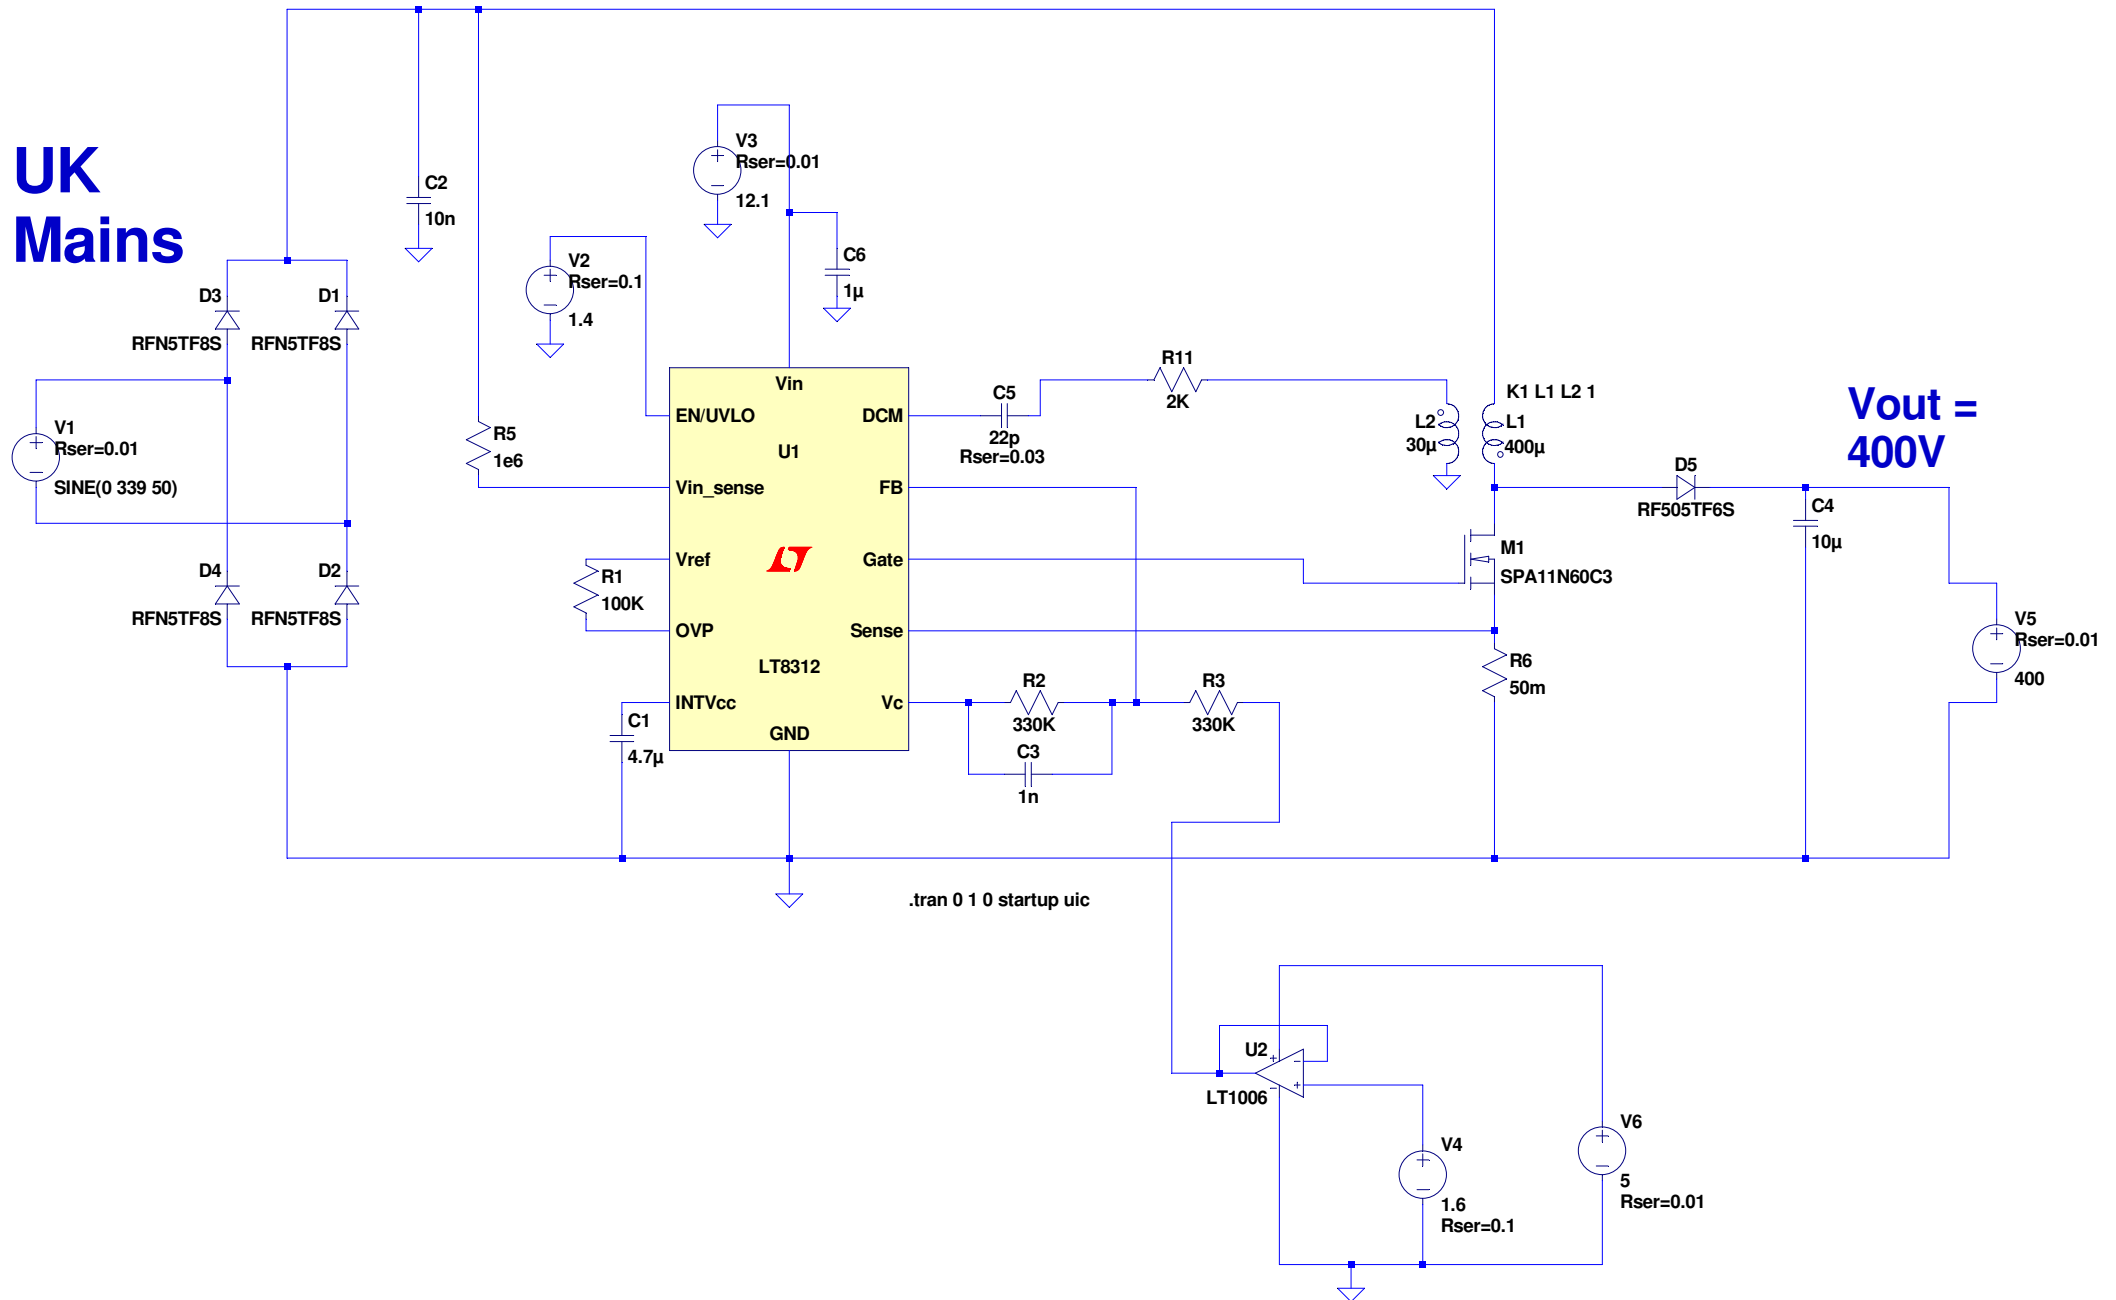 UK
Mains
C2
10n
V3
Rser=0.01
12.1
V2
Rser=0.1
1.4
C6
1µ
D3
RFN5TF8S
D1
RFN5TF8S
V1
Rser=0.01
SINE(0 339 50)
D4
RFN5TF8S
D2
RFN5TF8S
R5
1e6
R1
100K
C1
4.7µ
Vin
EN/UVLO
DCM
U1
Vin_sense
FB
Vref
Gate
OVP
Sense
LT8312
INTVcc
Vc
GND
C5
22p
Rser=0.03
R11
2K
K1 L1 L2 1
L2
30µ
L1
400µ
Vout =
400V
D5
RF505TF6S
C4
10µ
M1
SPA11N60C3
V5
Rser=0.01
400
R6
50m
R2
330K
R3
330K
C3
1n
.tran 0 1 0 startup uic
U2
LT1006
V4
1.6
Rser=0.1
V6
5
Rser=0.01